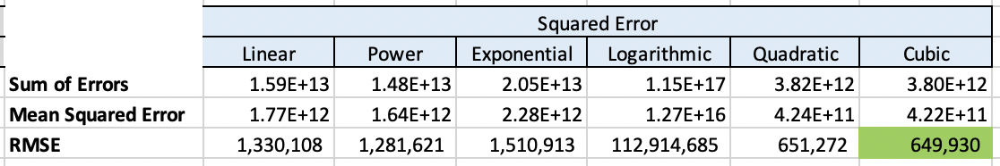 Squared Error
Linear Power Exponential Logarithmic Quadratic Cubic
Sum of Errors 1.59E+13 1.48E+13 2.05E+13 1.15E+17 3.82E+12 3.80E+12
Mean Squared Error 1.77E+12 1.64E+12 2.28E+12 1.27E+16 4.24E+11 4.22E+11
RMSE 1,330,108 1,281,621 1,510,913 112,914,685 651,272 649,930